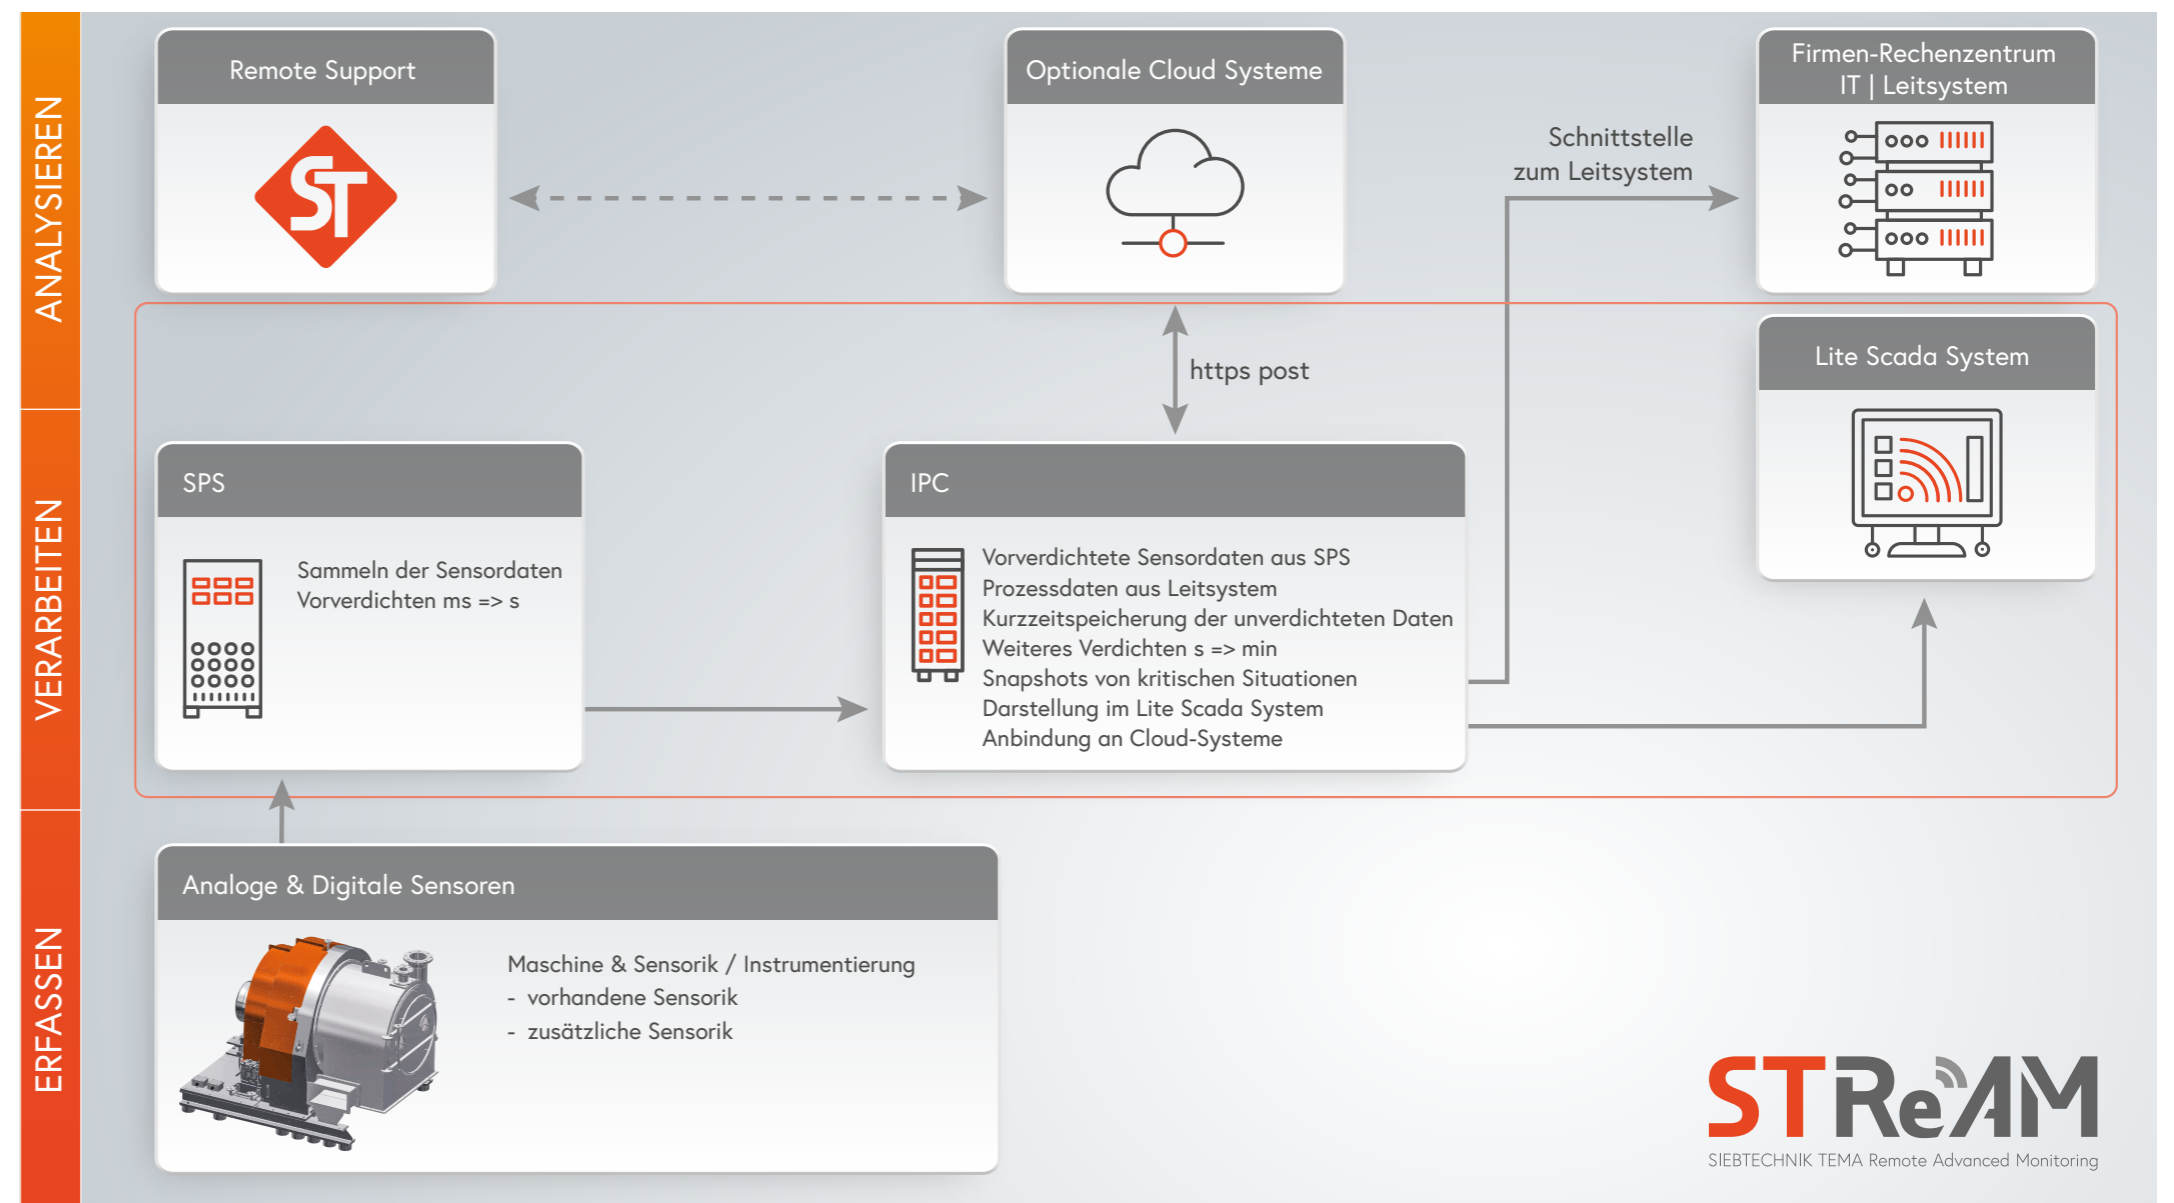 ANALYSIEREN
VERARBEITEN
ERFASSEN
Remote Support
ST
Optionale Cloud Systeme
Firmen-Rechenzentrum
IT | Leitsystem
Schnittstelle
zum Leitsystem
https post
Lite Scada System
SPS
Sammeln der Sensordaten
Vorverdichten ms => s
IPC
Vorverdichtete Sensordaten aus SPS
Prozessdaten aus Leitsystem
Kurzzeitspeicherung der unverdichteten Daten
Weiteres Verdichten s => min
Snapshots von kritischen Situationen
Darstellung im Lite Scada System
Anbindung an Cloud-Systeme
Analoge & Digitale Sensoren
Maschine & Sensorik / Instrumentierung
- vorhandene Sensorik
- zusätzliche Sensorik
STReAM
SIEBTECHNIK TEMA Remote Advanced Monitoring